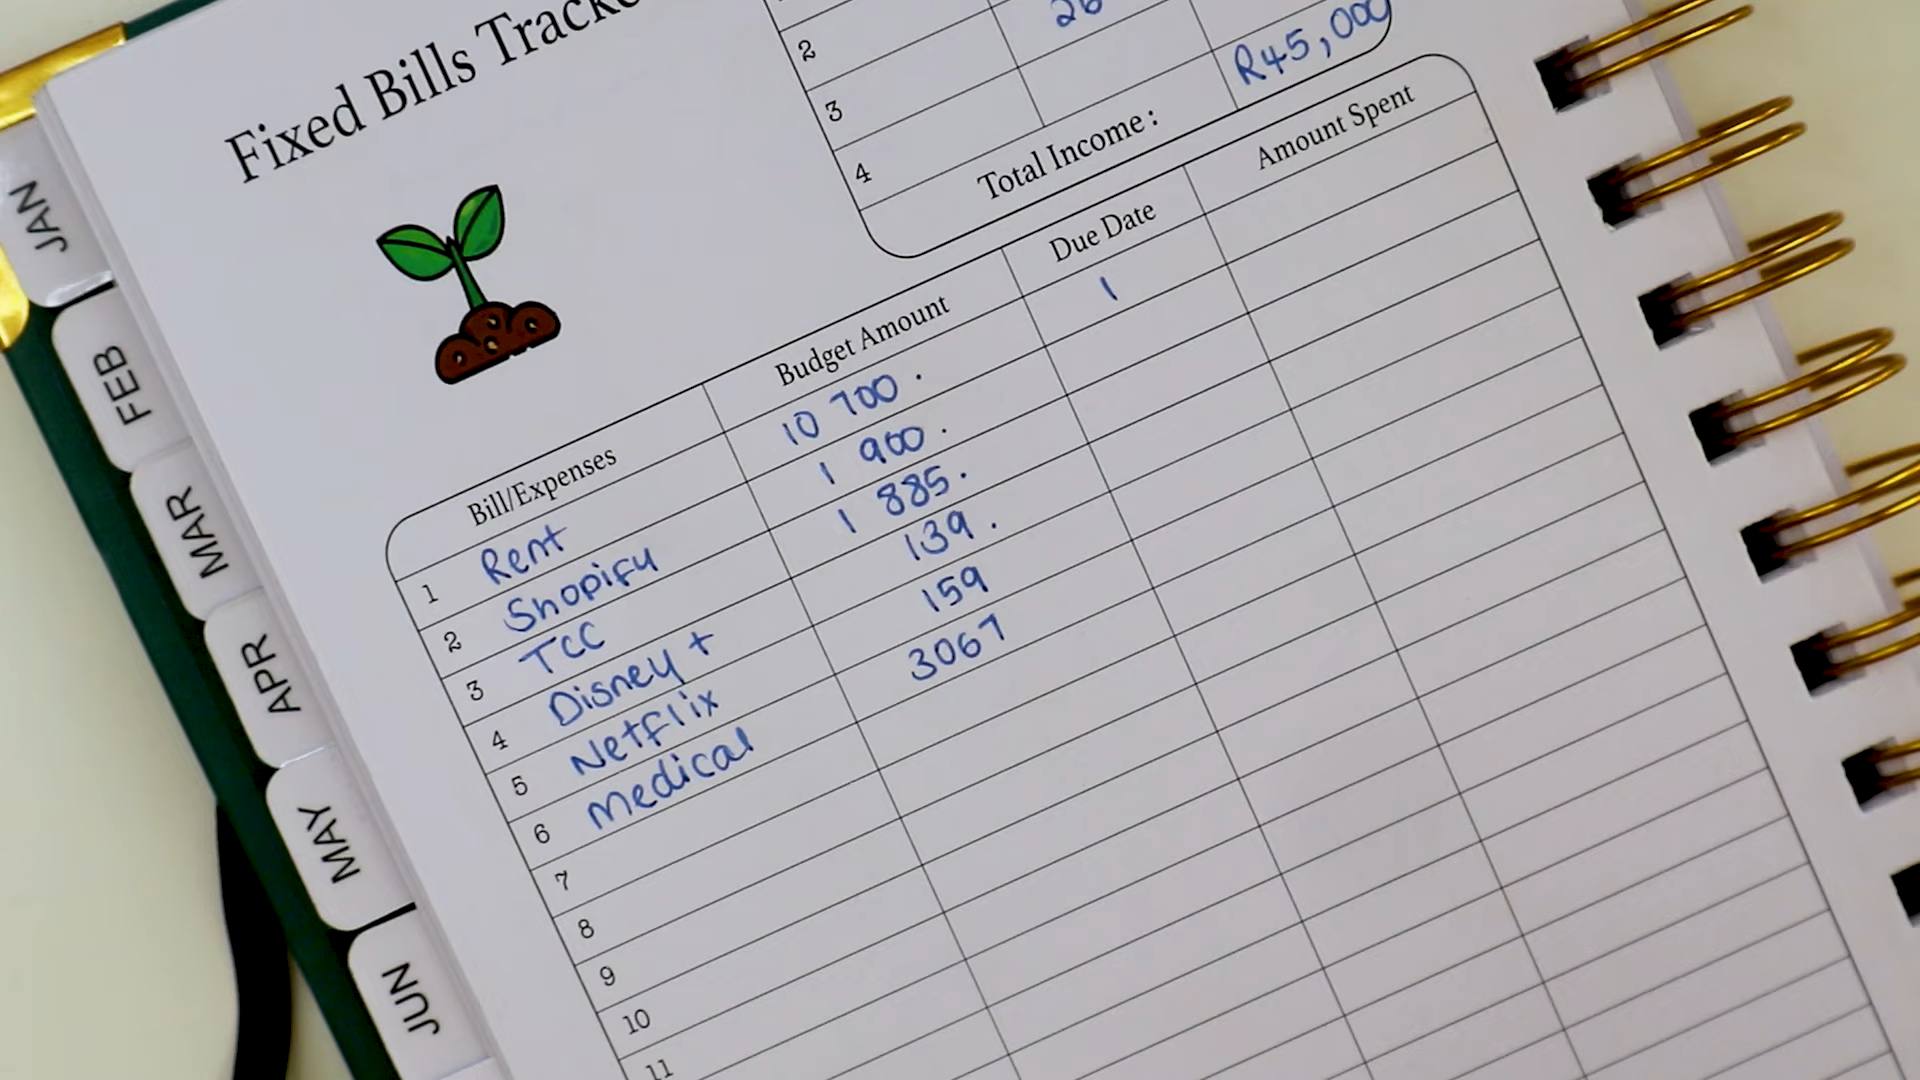 Fixed Bills Tracke
2 26
3
4
Total Income: R45,000
Bill/Expenses Budget Amount Due Date Amount Spent
1 Rent 10 700. 1
2 Shopify 1 900.
3 TCC 1 885.
4 Disney + 139.
5 Netflix 159
6 Medical 3067
7
8
9
10
11
JAN
FEB
MAR
APR
MAY
JUN